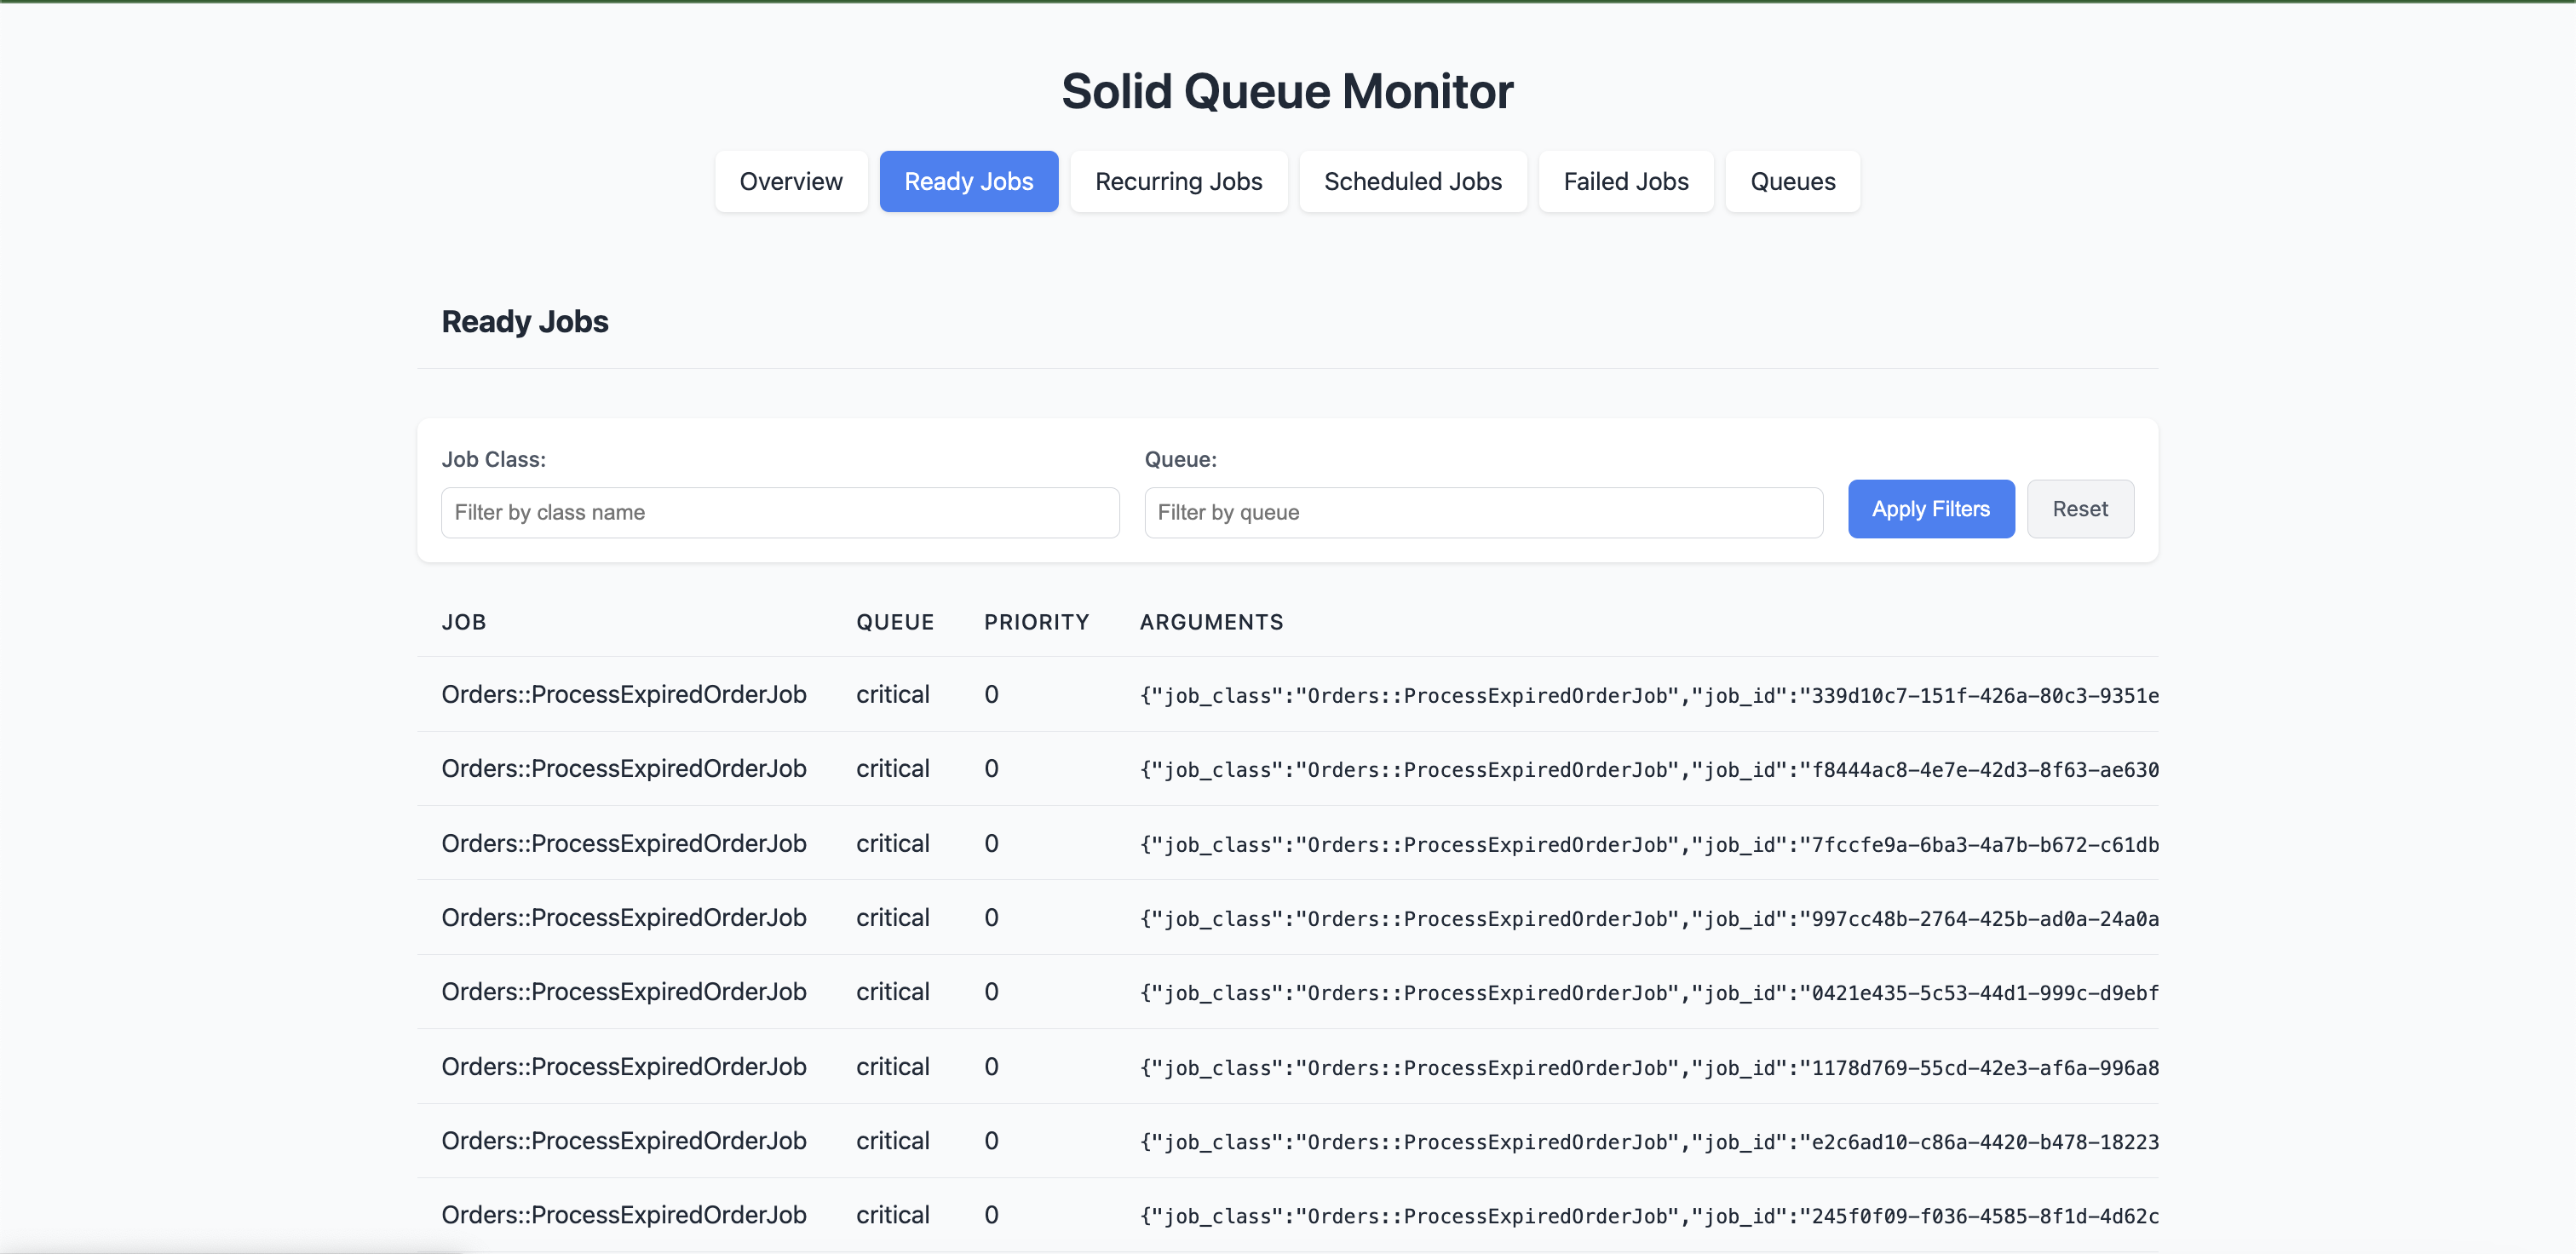 Solid Queue Monitor
Overview Ready Jobs Recurring Jobs Scheduled Jobs Failed Jobs Queues
Ready Jobs
Job Class: Queue:
Filter by class name Filter by queue Apply Filters Reset
JOB QUEUE PRIORITY ARGUMENTS
Orders::ProcessExpiredOrderJob critical 0 {"job_class":"Orders::ProcessExpiredOrderJob","job_id":"339d10c7-151f-426a-80c3-9351e
Orders::ProcessExpiredOrderJob critical 0 {"job_class":"Orders::ProcessExpiredOrderJob","job_id":"f8444ac8-4e7e-42d3-8f63-ae630
Orders::ProcessExpiredOrderJob critical 0 {"job_class":"Orders::ProcessExpiredOrderJob","job_id":"7fccfe9a-6ba3-4a7b-b672-c61db
Orders::ProcessExpiredOrderJob critical 0 {"job_class":"Orders::ProcessExpiredOrderJob","job_id":"997cc48b-2764-425b-ad0a-24a0a
Orders::ProcessExpiredOrderJob critical 0 {"job_class":"Orders::ProcessExpiredOrderJob","job_id":"0421e435-5c53-44d1-999c-d9ebf
Orders::ProcessExpiredOrderJob critical 0 {"job_class":"Orders::ProcessExpiredOrderJob","job_id":"1178d769-55cd-42e3-af6a-996a8
Orders::ProcessExpiredOrderJob critical 0 {"job_class":"Orders::ProcessExpiredOrderJob","job_id":"e2c6ad10-c86a-4420-b478-18223
Orders::ProcessExpiredOrderJob critical 0 {"job_class":"Orders::ProcessExpiredOrderJob","job_id":"245f0f09-f036-4585-8f1d-4d62c